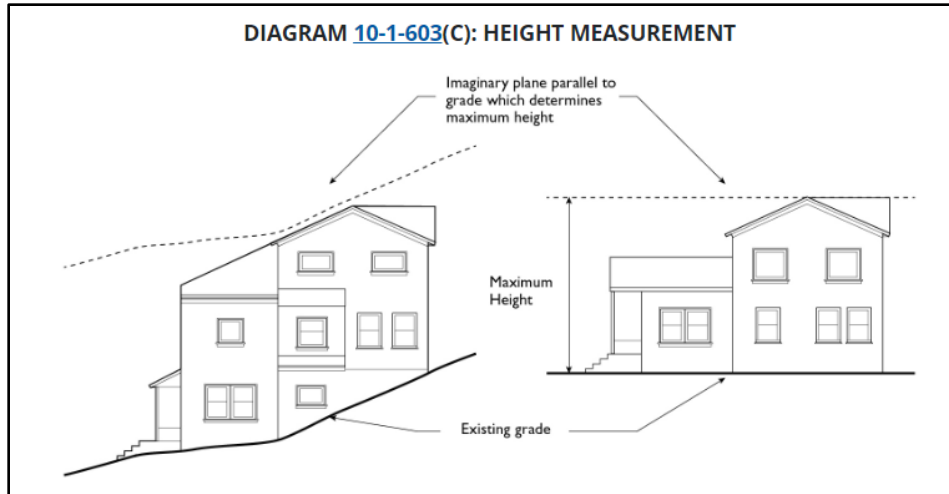 DIAGRAM 10-1-603(C): HEIGHT MEASUREMENT
Imaginary plane parallel to
grade which determines
maximum height
Maximum
Height
Existing grade